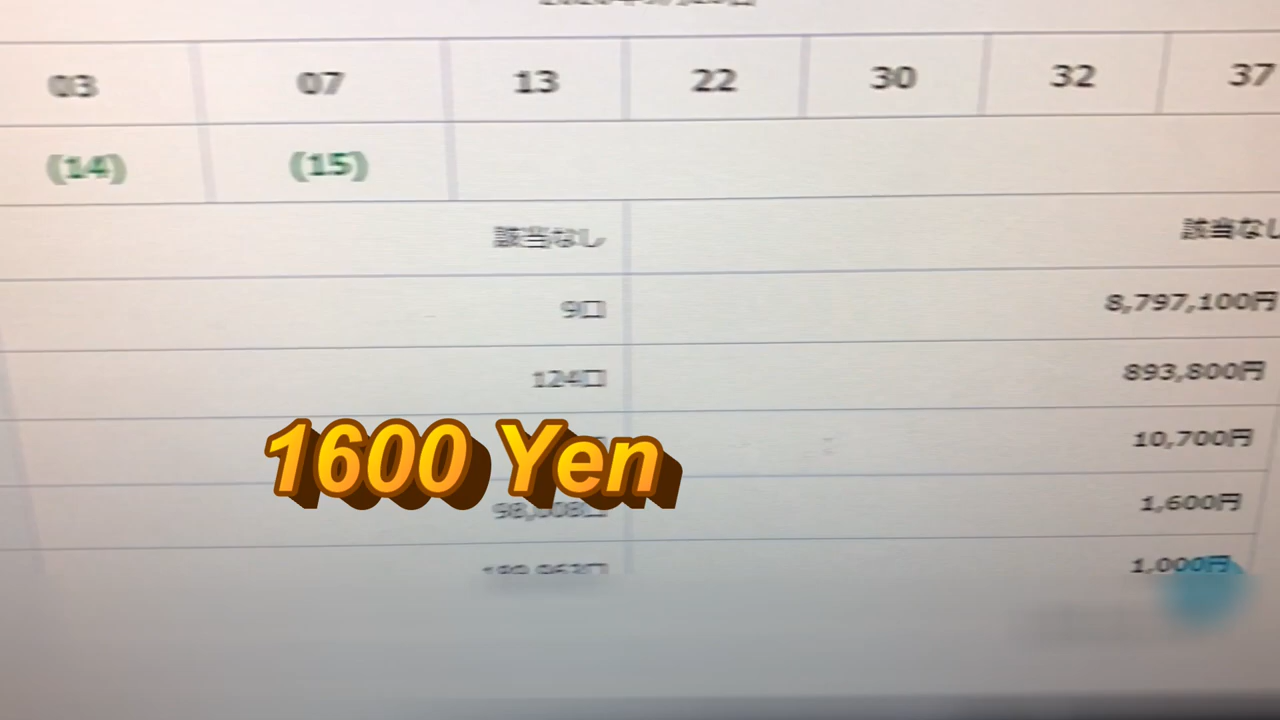 03 07 13 22 30 32 37
(14) (15)
該当なし 該当なし
9口 8,797,100円
124口 893,800円
10,700円
1600 Yen
1,600円
1,000円